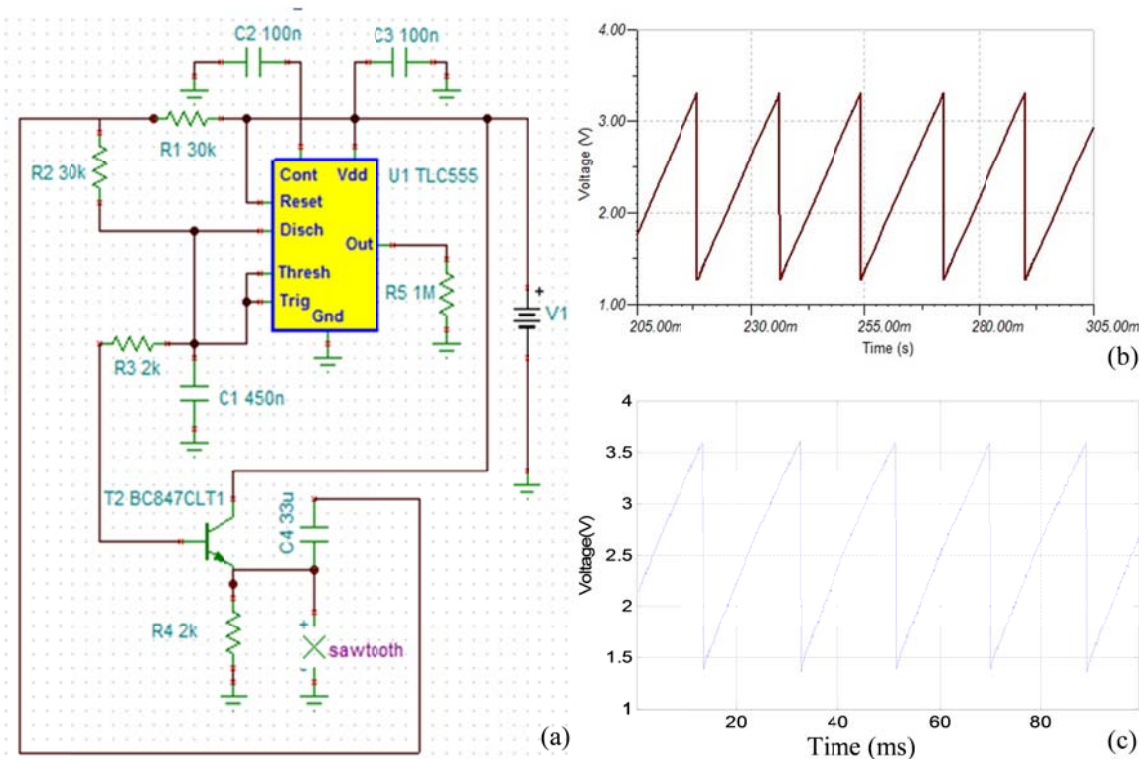 C2 100n
C3 100n
R1 30k
R2 30k
U1 TLC555
Cont
Vdd
Reset
Disch
Out
Thresh
Trig
Gnd
R5 1M
V1
+
R3 2k
C1 450n
T2 BC847CLT1
C4 33u
R4 2k
+
sawtooth
-
(a)
4.00
3.00
2.00
1.00
Voltage (V)
205.00m
230.00m
255.00m
280.00m
305.00m
Time (s)
(b)
4
3.5
3
2.5
2
1.5
1
Voltage(V)
20
40
60
80
Time (ms)
(c)